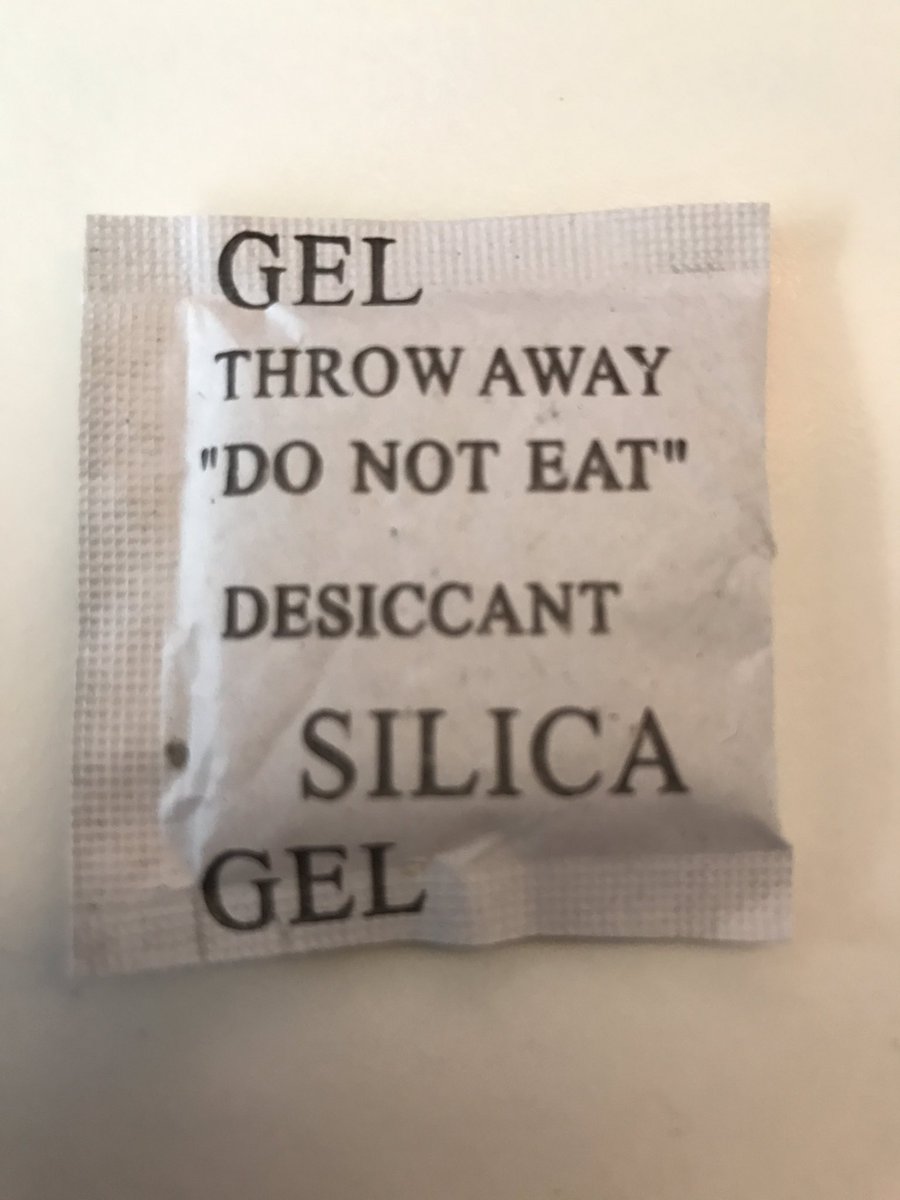 GEL
THROW AWAY
"DO NOT EAT"
DESICCANT
SILICA
GEL